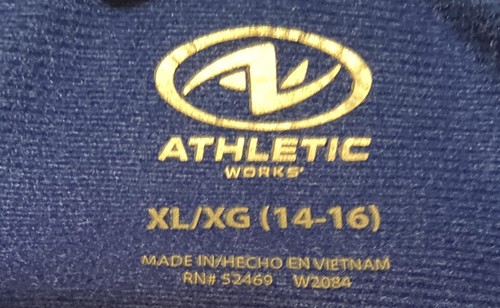 ATHLETIC
WORKS
XL/XG (14-16)
MADE IN/HECHO EN VIETNAM
RN# 52469 W2084